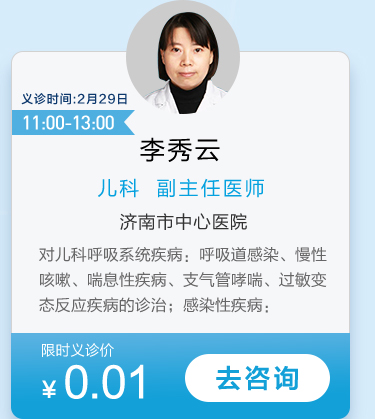 义诊时间:2月29日
11:00-13:00
李秀云
儿科 副主任医师
济南市中心医院
对儿科呼吸系统疾病：呼吸道感染、慢性
咳嗽、喘息性疾病、支气管哮喘、过敏变
态反应疾病的诊治；感染性疾病：
限时义诊价
¥ 0.01
去咨询